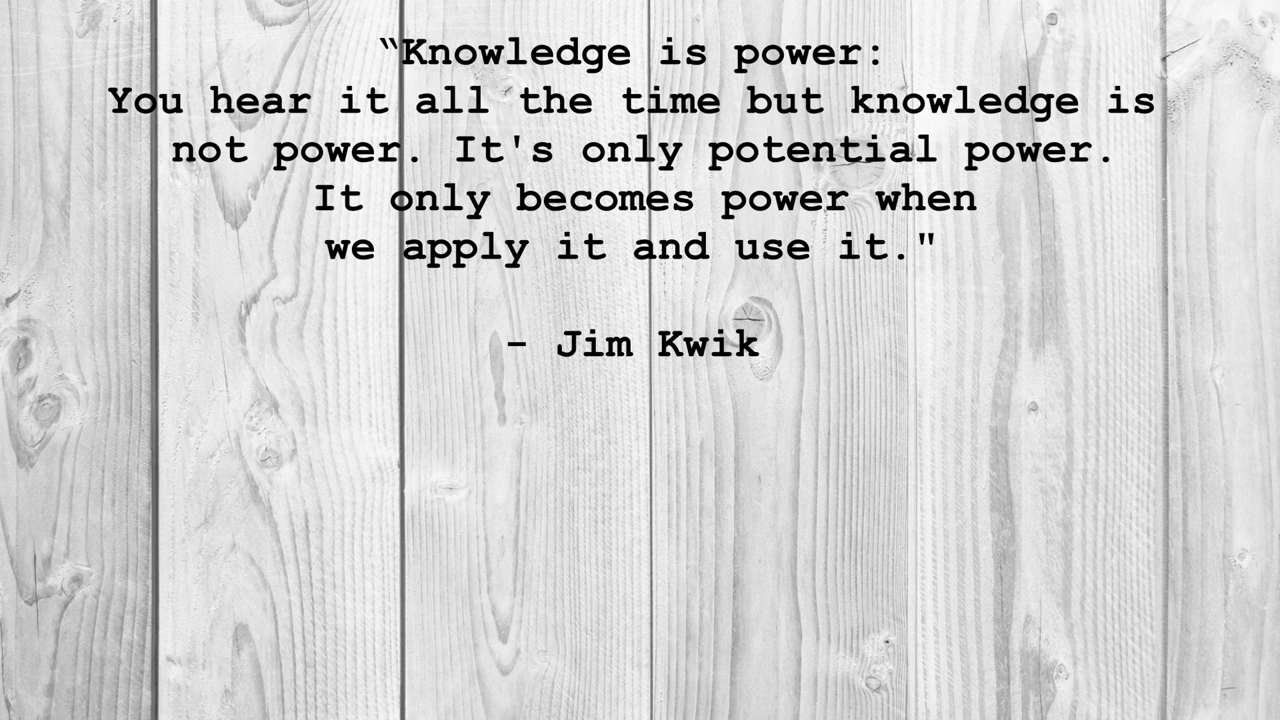 “Knowledge is power:
You hear it all the time but knowledge is
not power. It's only potential power.
It only becomes power when
we apply it and use it."
- Jim Kwik